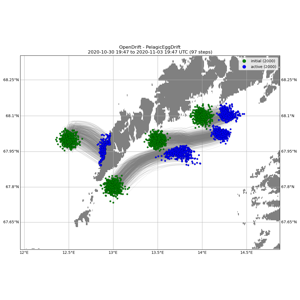 OpenDrift - PelagicEggDrift
2020-10-30 19:47 to 2020-11-03 19:47 UTC (97 steps)
initial (1000)
active (1000)
68.25°N
68.25°N
68.1°N
68.1°N
67.95°N
67.95°N
67.8°N
67.8°N
67.65°N
67.65°N
12°E
12.5°E
13°E
13.5°E
14°E
14.5°E